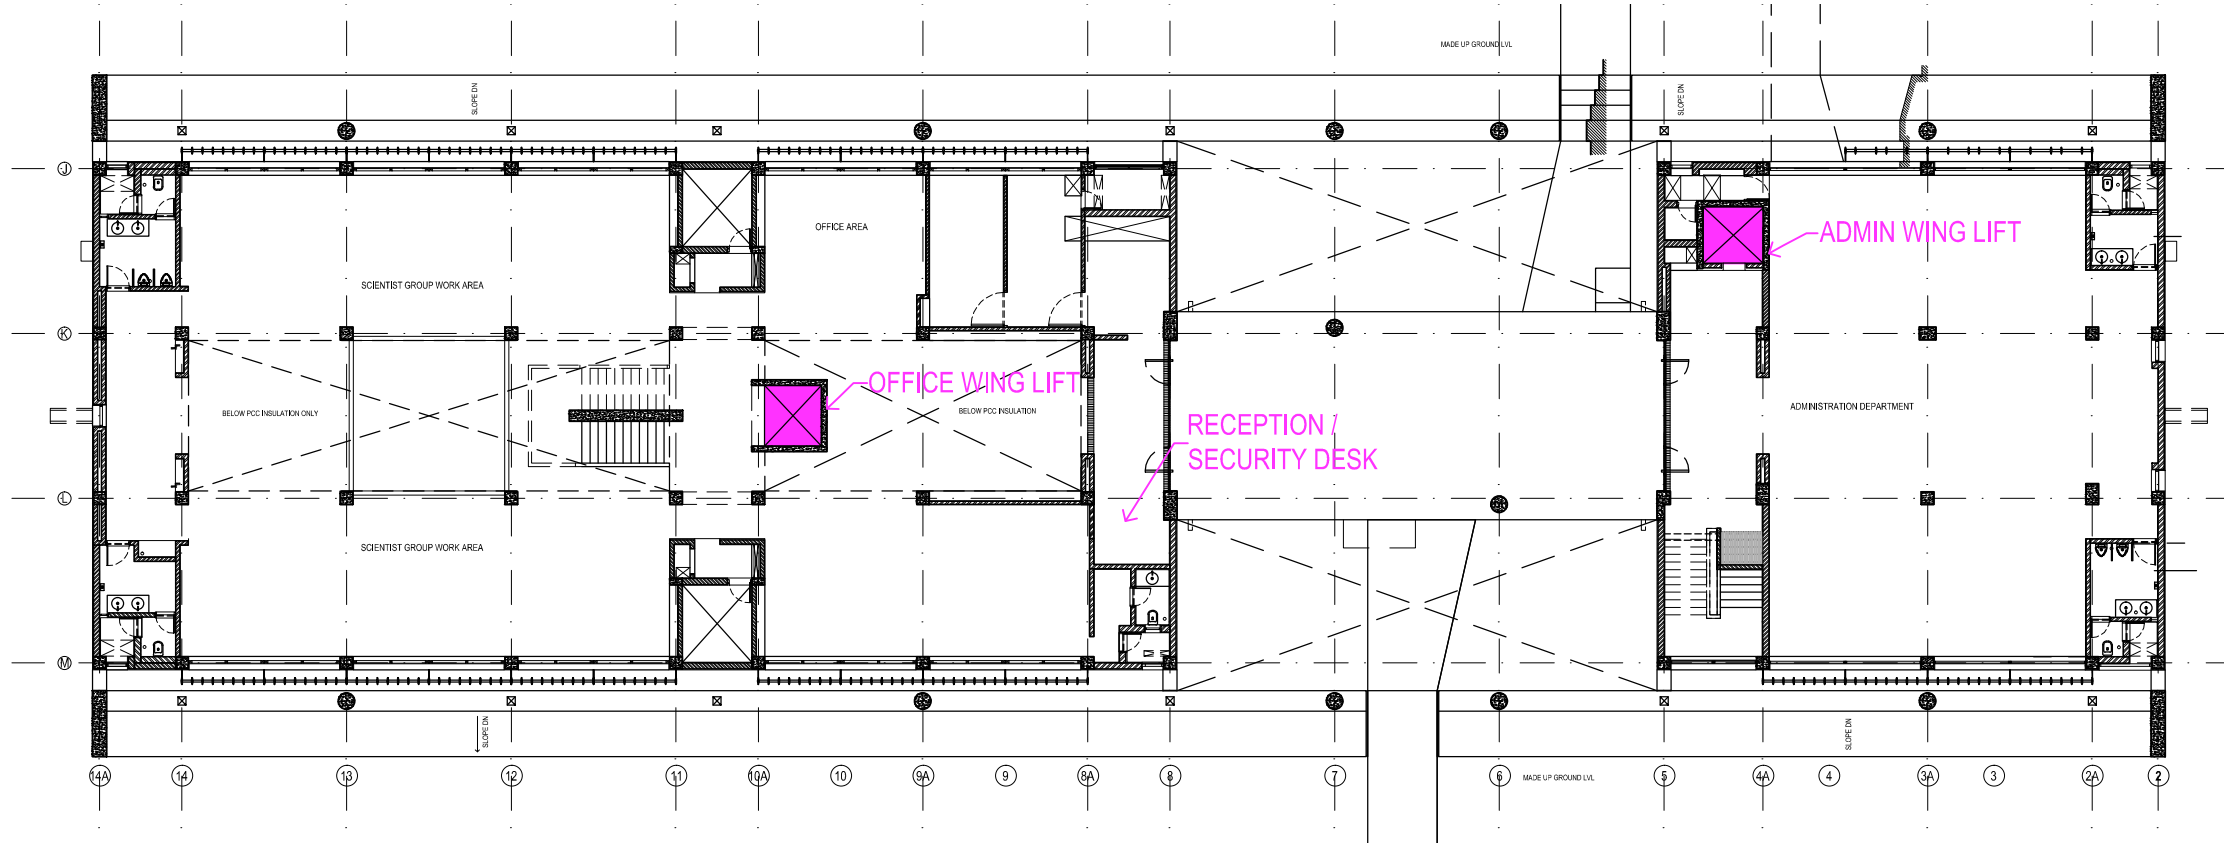 MADE UP GROUND LVL
SLOPE DN
SLOPE DN
J
OFFICE AREA
ADMIN WING LIFT
SCIENTIST GROUP WORK AREA
K
OFFICE WING LIFT
BELOW PCC INSULATION ONLY
BELOW PCC INSULATION
ADMINISTRATION DEPARTMENT
RECEPTION /
SECURITY DESK
L
SCIENTIST GROUP WORK AREA
M
SLOPE DN
SLOPE DN
14A 14 13 12 11 10A 10 9A 9 8A 8 7 6 MADE UP GROUND LVL 5 4A 4 3A 3 2A 2